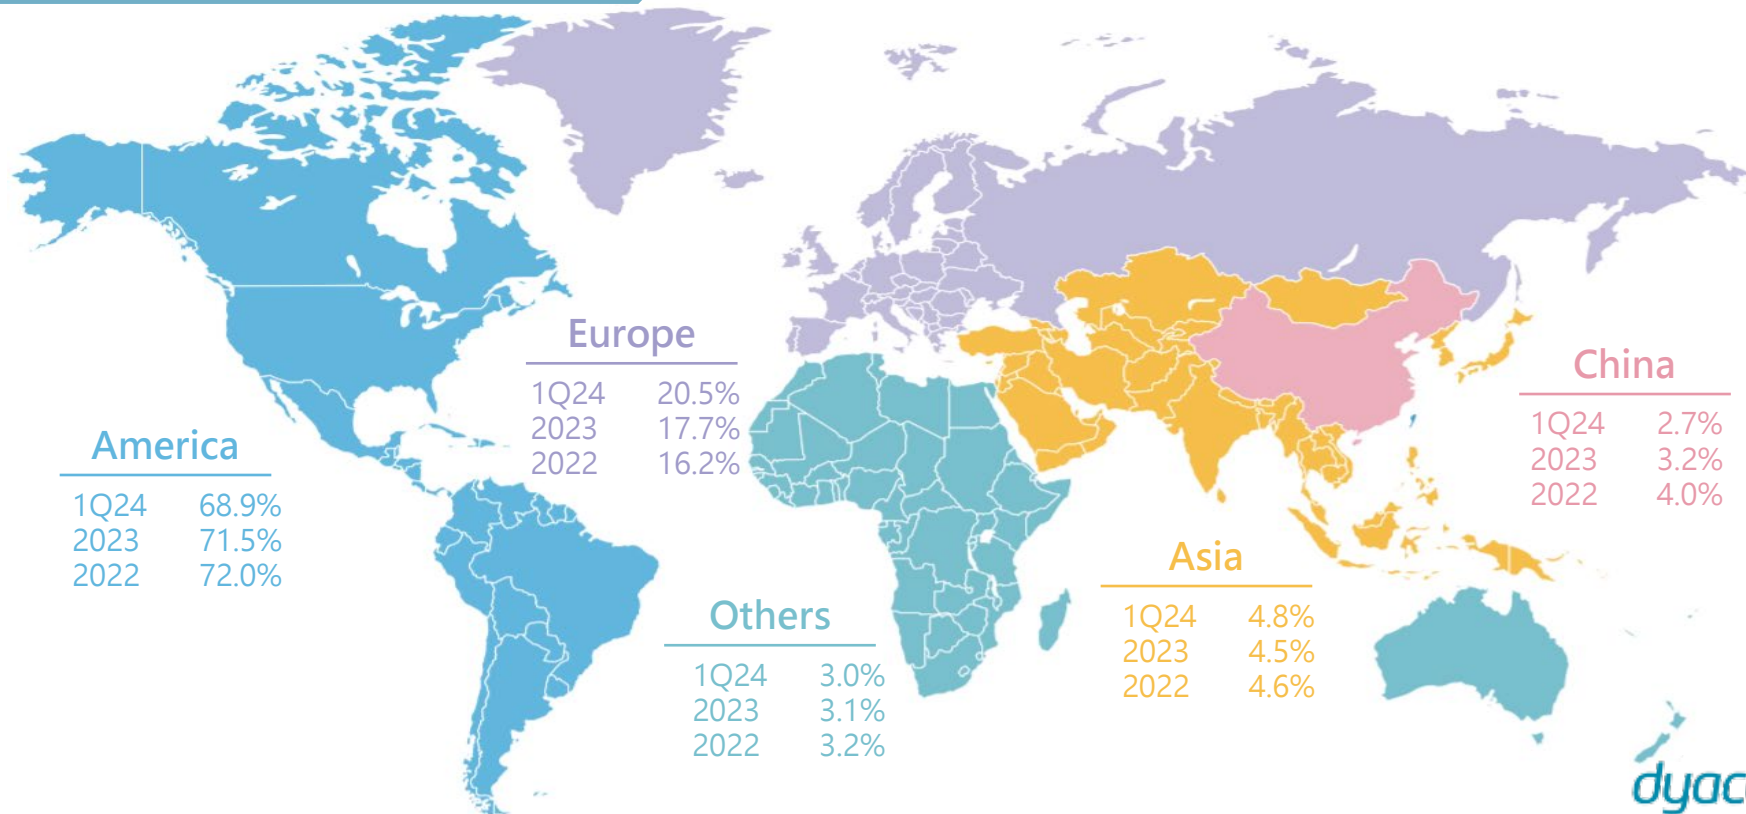 Europe
1Q24 20.5%
2023 17.7%
2022 16.2%
China
1Q24 2.7%
2023 3.2%
2022 4.0%
America
1Q24 68.9%
2023 71.5%
2022 72.0%
Asia
1Q24 4.8%
2023 4.5%
2022 4.6%
Others
1Q24 3.0%
2023 3.1%
2022 3.2%
dyac